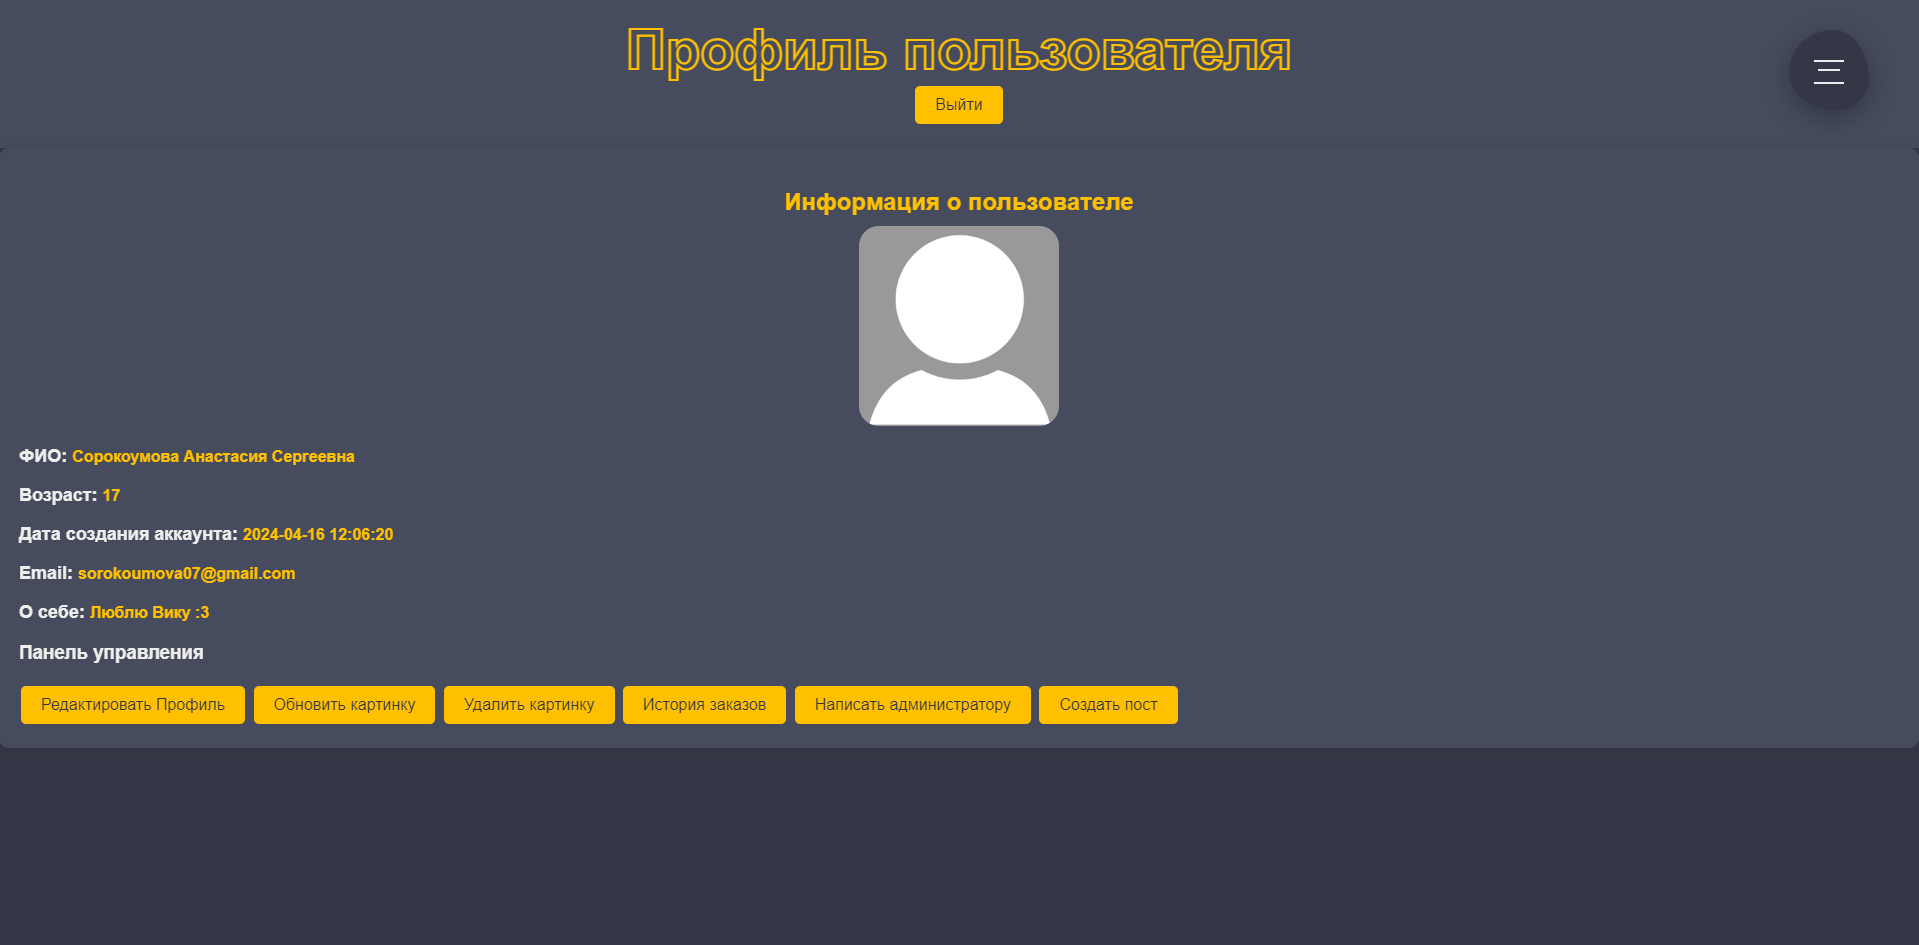 Профиль пользователя
Выйти
Информация о пользователе
ФИО: Сорокоумова Анастасия Сергеевна
Возраст: 17
Дата создания аккаунта: 2024-04-16 12:06:20
Email: sorokoumova07@gmail.com
О себе: Люблю Вику :3
Панель управления
Редактировать Профиль Обновить картинку Удалить картинку История заказов Написать администратору Создать пост